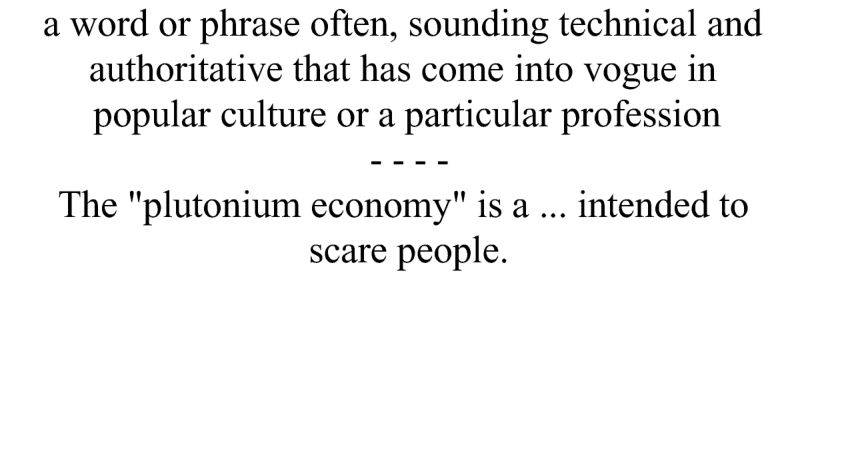 a word or phrase often, sounding technical and
authoritative that has come into vogue in
popular culture or a particular profession
- - - -
The "plutonium economy" is a ... intended to
scare people.